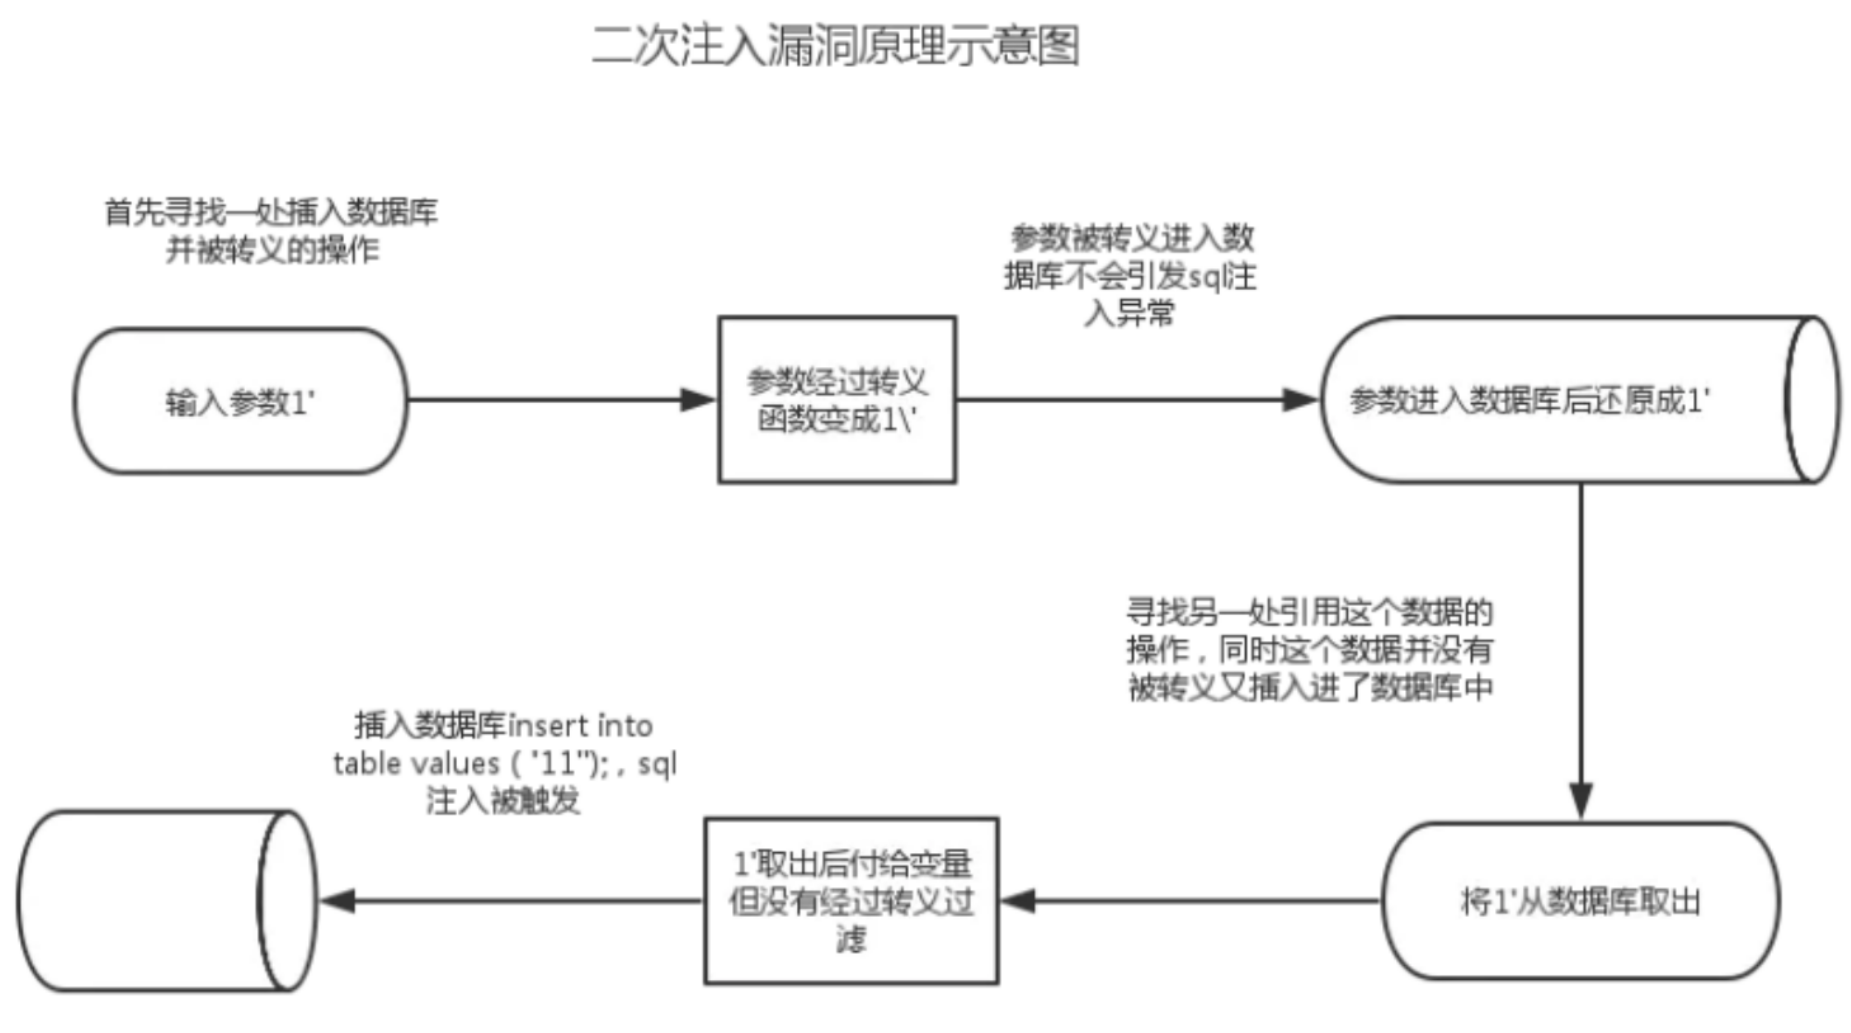 二次注入漏洞原理示意图
首先寻找一处插入数据库
并被转义的操作
参数被转义进入数
据库不会引发sql注
入异常
输入参数1'
参数经过转义
函数变成1\'
参数进入数据库后还原成1'
寻找另一处引用这个数据的
操作，同时这个数据并没有
被转义又插入进了数据库中
将1'从数据库取出
1'取出后付给变量
但没有经过转义过
滤
插入数据库insert into
table values ( '11'');, sql
注入被触发